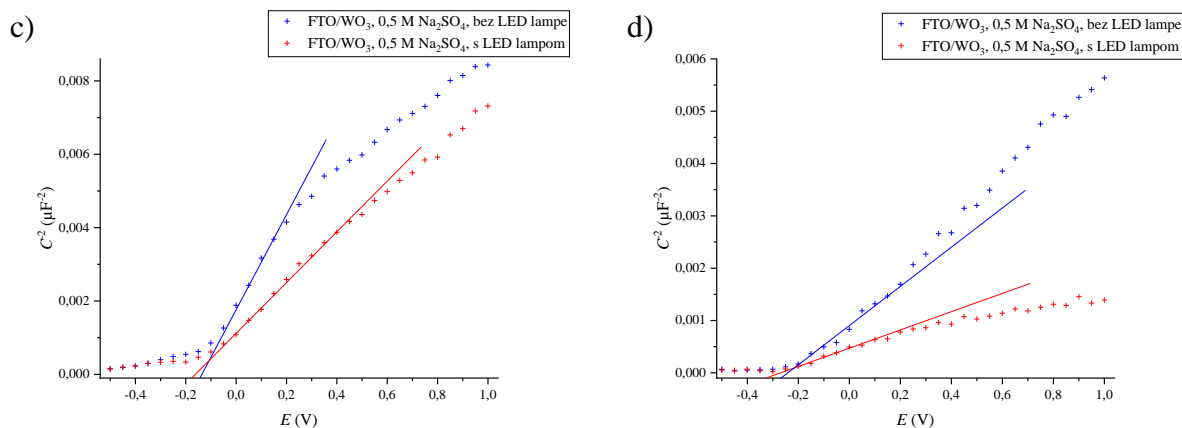 c)
FTO/WO₃, 0,5 M Na₂SO₄, bez LED lampe
FTO/WO₃, 0,5 M Na₂SO₄, s LED lampom
0,008
0,006
0,004
0,002
0,000
C⁻² (µF⁻²)
-0,4 -0,2 0,0 0,2 0,4 0,6 0,8 1,0
E (V)
d)
FTO/WO₃, 0,5 M Na₂SO₄, bez LED lampe
FTO/WO₃, 0,5 M Na₂SO₄, s LED lampom
0,006
0,005
0,004
0,003
0,002
0,001
0,000
C⁻² (µF⁻²)
-0,4 -0,2 0,0 0,2 0,4 0,6 0,8 1,0
E (V)